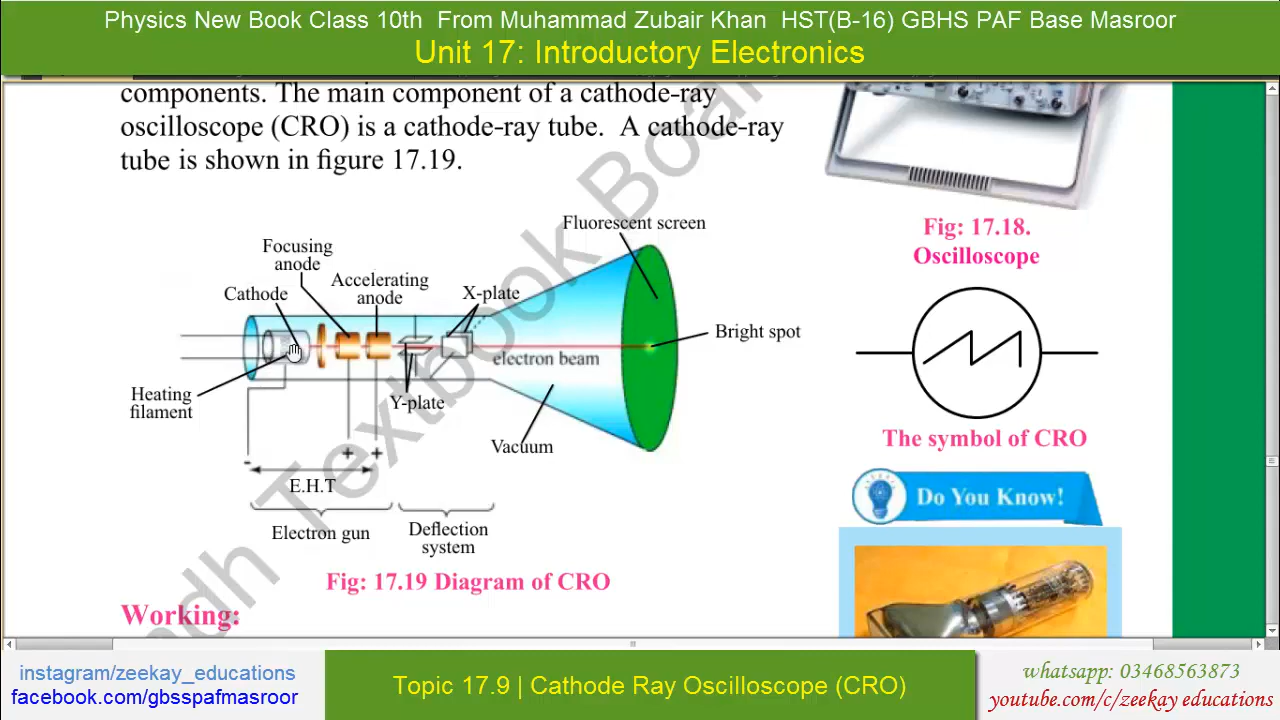 Physics New Book Class 10th  From Muhammad Zubair Khan  HST(B-16) GBHS PAF Base Masroor
Unit 17: Introductory Electronics
components. The main component of a cathode-ray
oscilloscope (CRO) is a cathode-ray tube.  A cathode-ray
tube is shown in figure 17.19.
Fluorescent screen
Focusing
anode
Accelerating
anode
Cathode
X-plate
Bright spot
electron beam
Heating
filament
Y-plate
Vacuum
-
+
+
E.H.T
Electron gun
Deflection
system
Fig: 17.19 Diagram of CRO
Working:
Fig: 17.18.
Oscilloscope
The symbol of CRO
Do You Know!
dh Textbook Boar
instagram/zeekay_educations
facebook.com/gbsspafmasroor
Topic 17.9 | Cathode Ray Oscilloscope (CRO)
whatsapp: 03468563873
youtube.com/c/zeekay educations